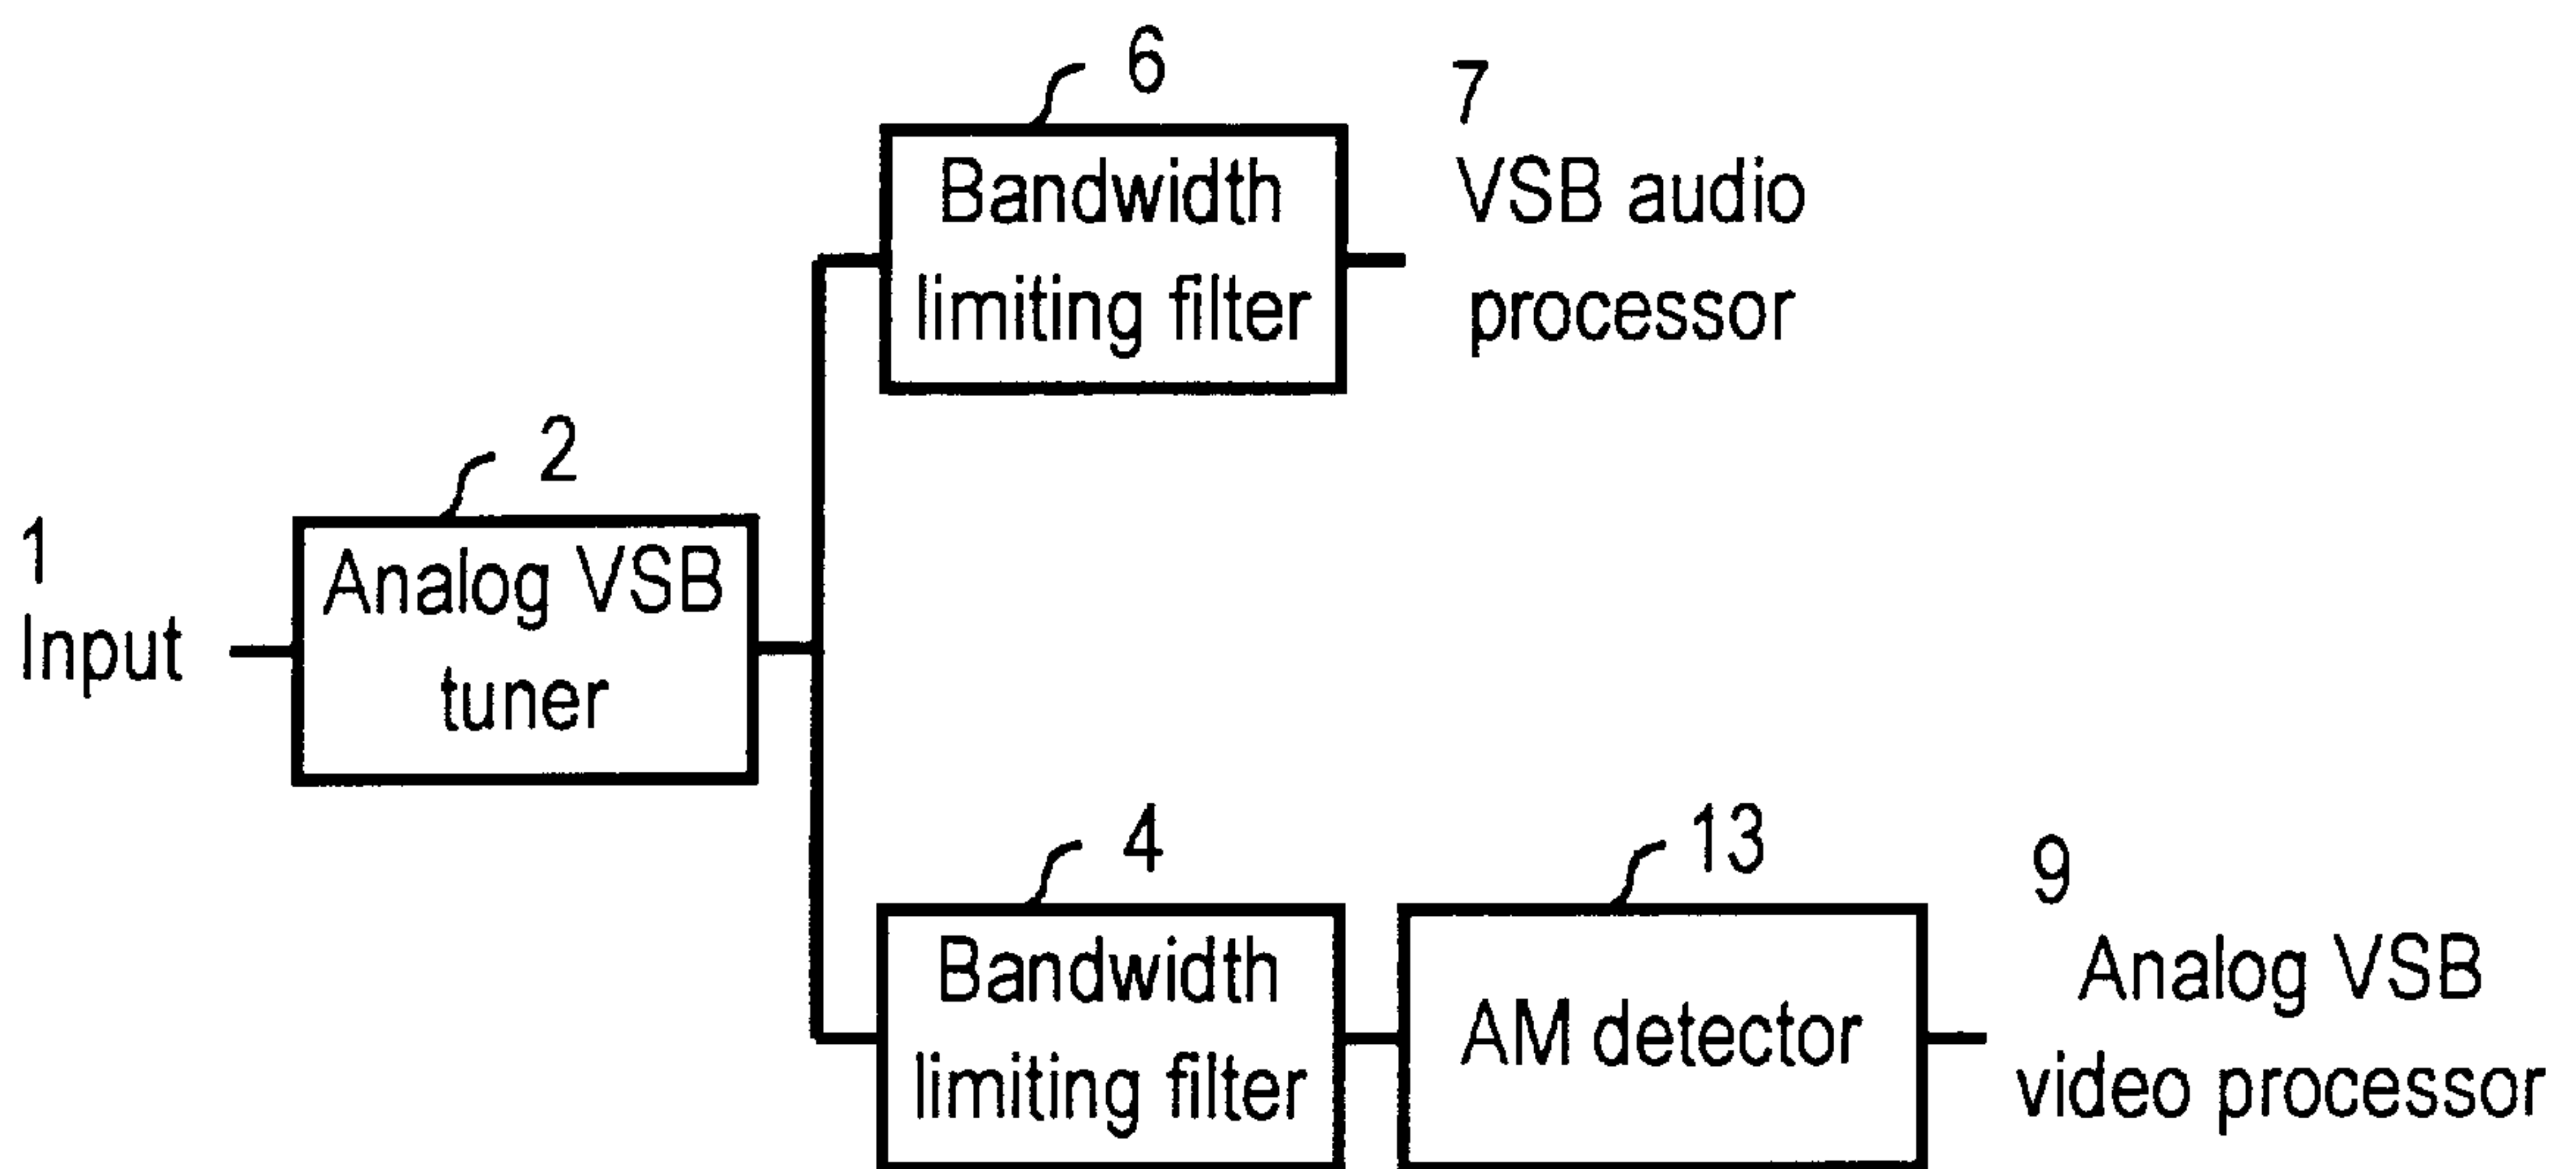 6
Bandwidth
limiting filter
7
VSB audio
processor
1
Input
2
Analog VSB
tuner
4
Bandwidth
limiting filter
13
AM detector
9
Analog VSB
video processor